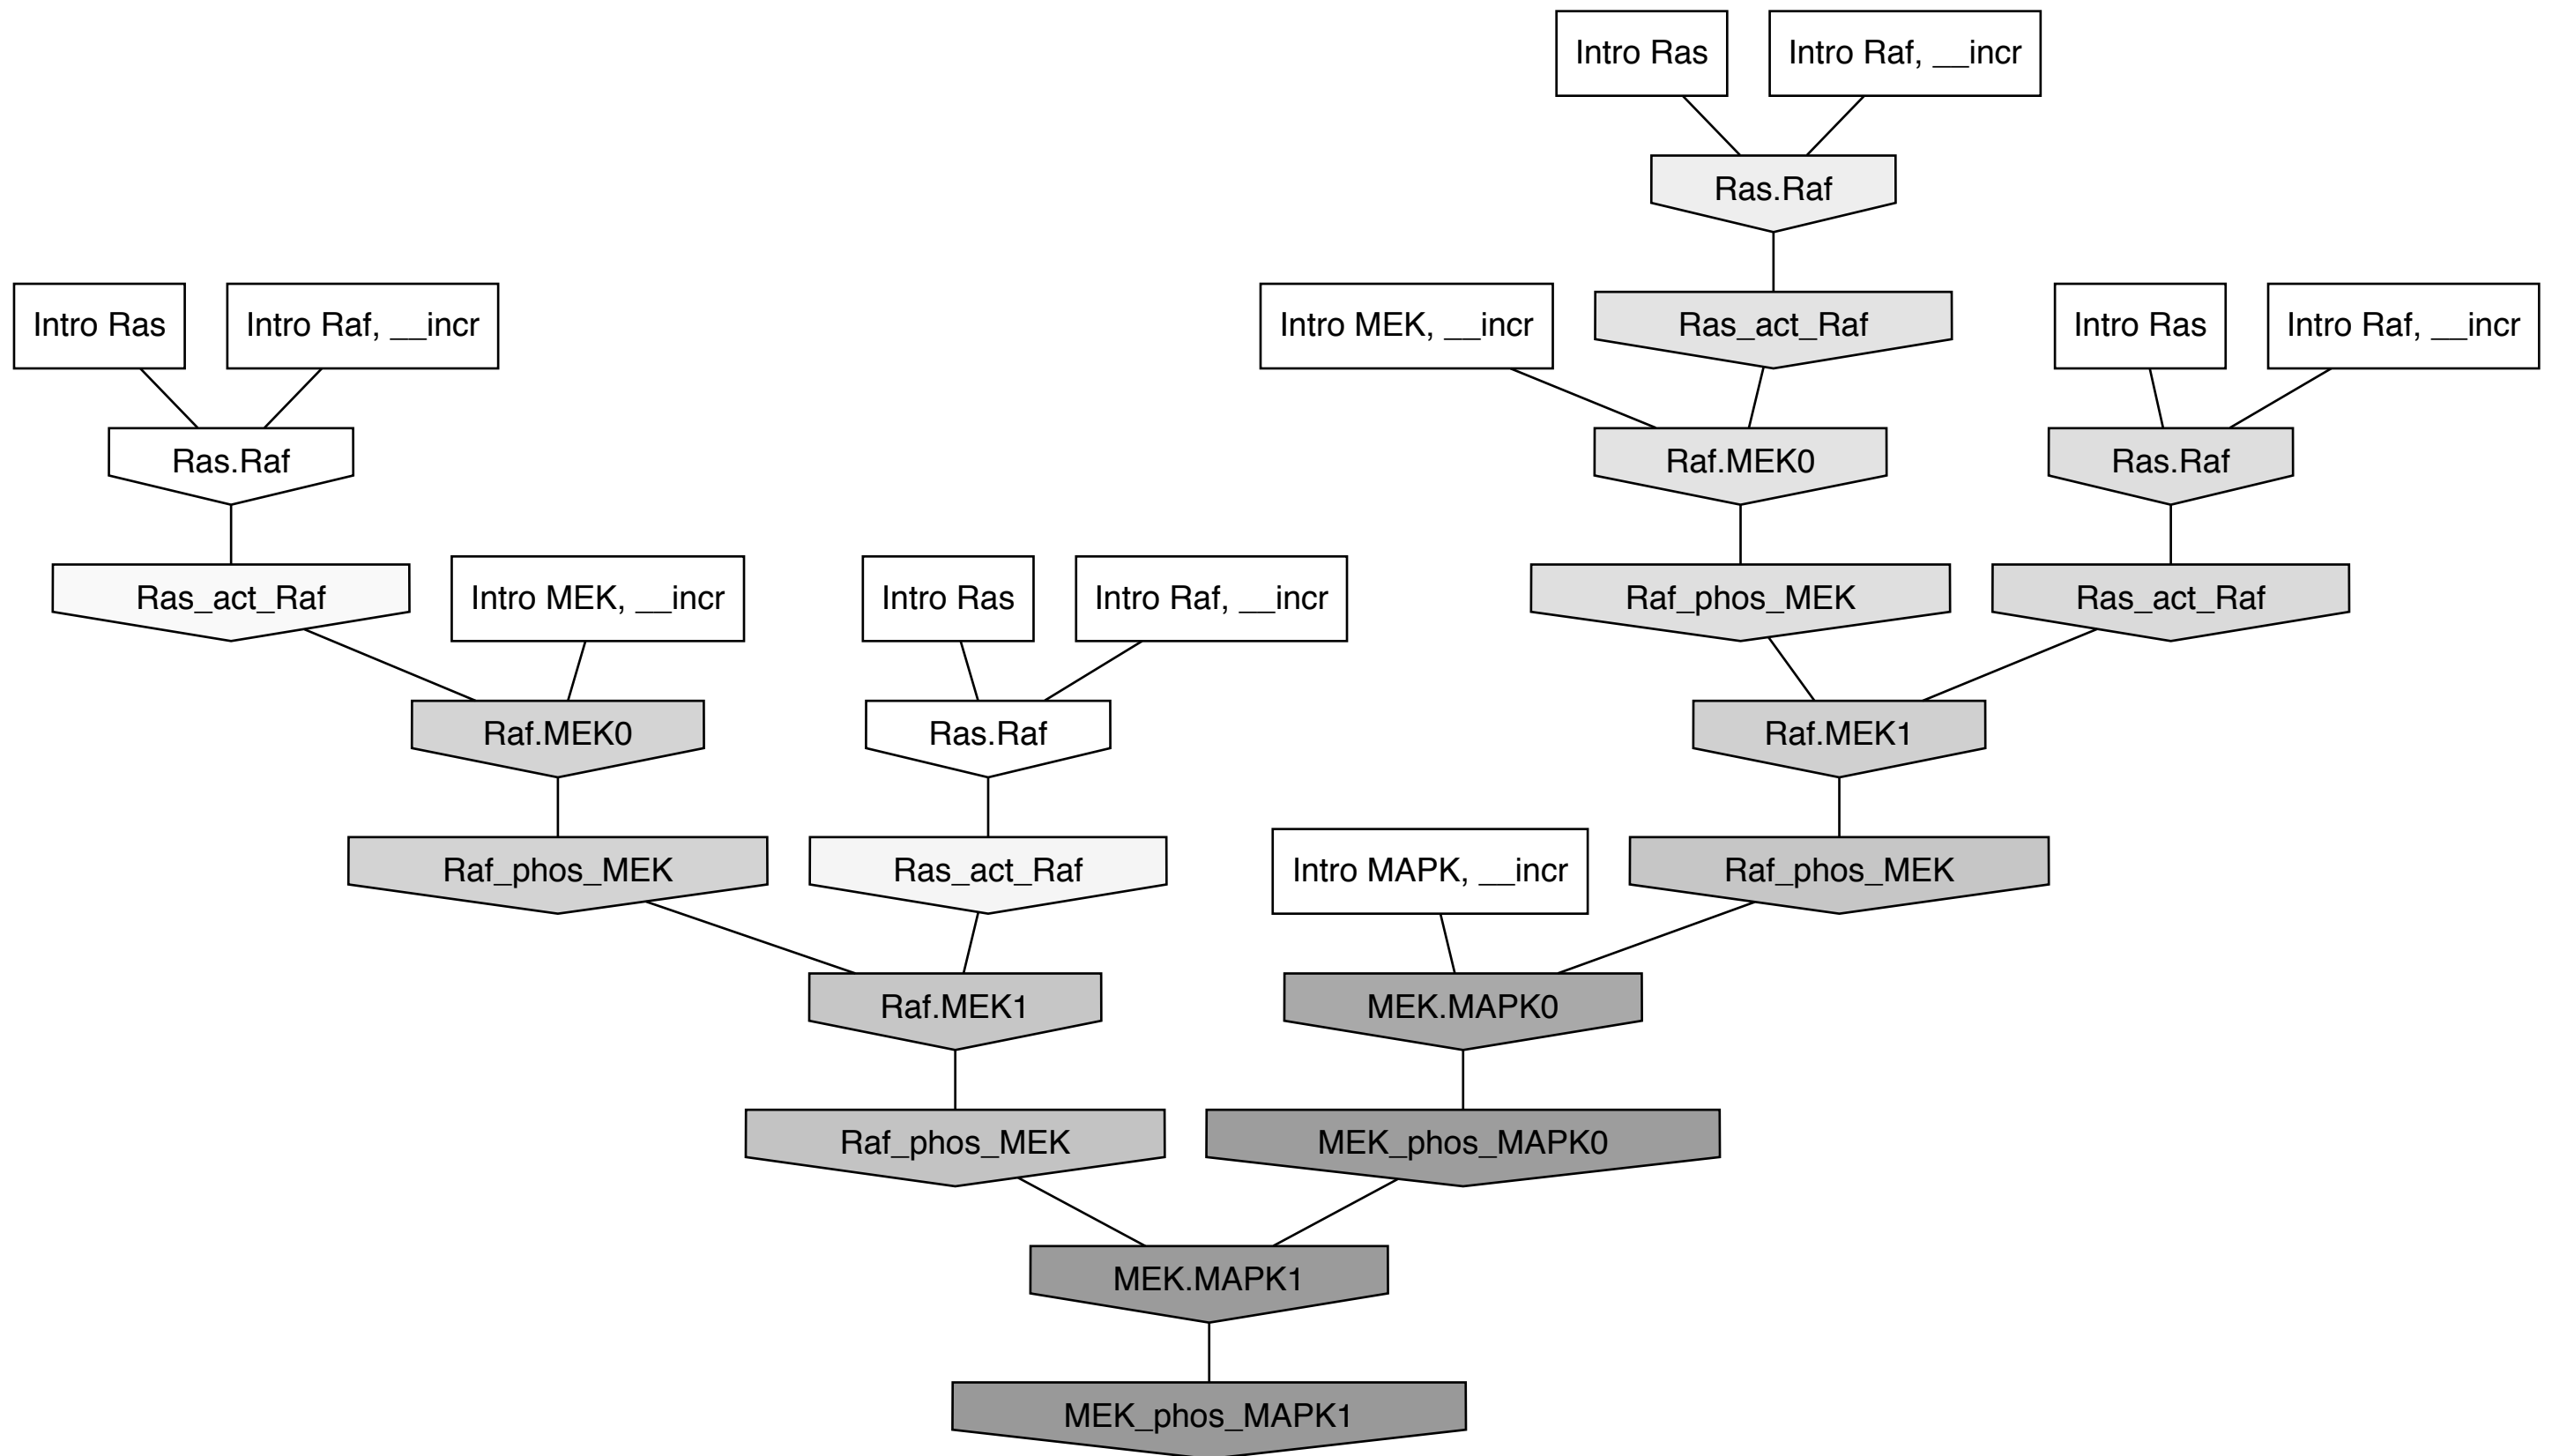 Intro Ras
Intro Raf, __incr
Ras.Raf
Intro Ras
Intro Raf, __incr
Intro MEK, __incr
Ras_act_Raf
Intro Ras
Intro Raf, __incr
Ras.Raf
Raf.MEK0
Ras.Raf
Ras_act_Raf
Intro MEK, __incr
Intro Ras
Intro Raf, __incr
Raf_phos_MEK
Ras_act_Raf
Raf.MEK0
Ras.Raf
Raf.MEK1
Raf_phos_MEK
Ras_act_Raf
Intro MAPK, __incr
Raf_phos_MEK
Raf.MEK1
MEK.MAPK0
Raf_phos_MEK
MEK_phos_MAPK0
MEK.MAPK1
MEK_phos_MAPK1